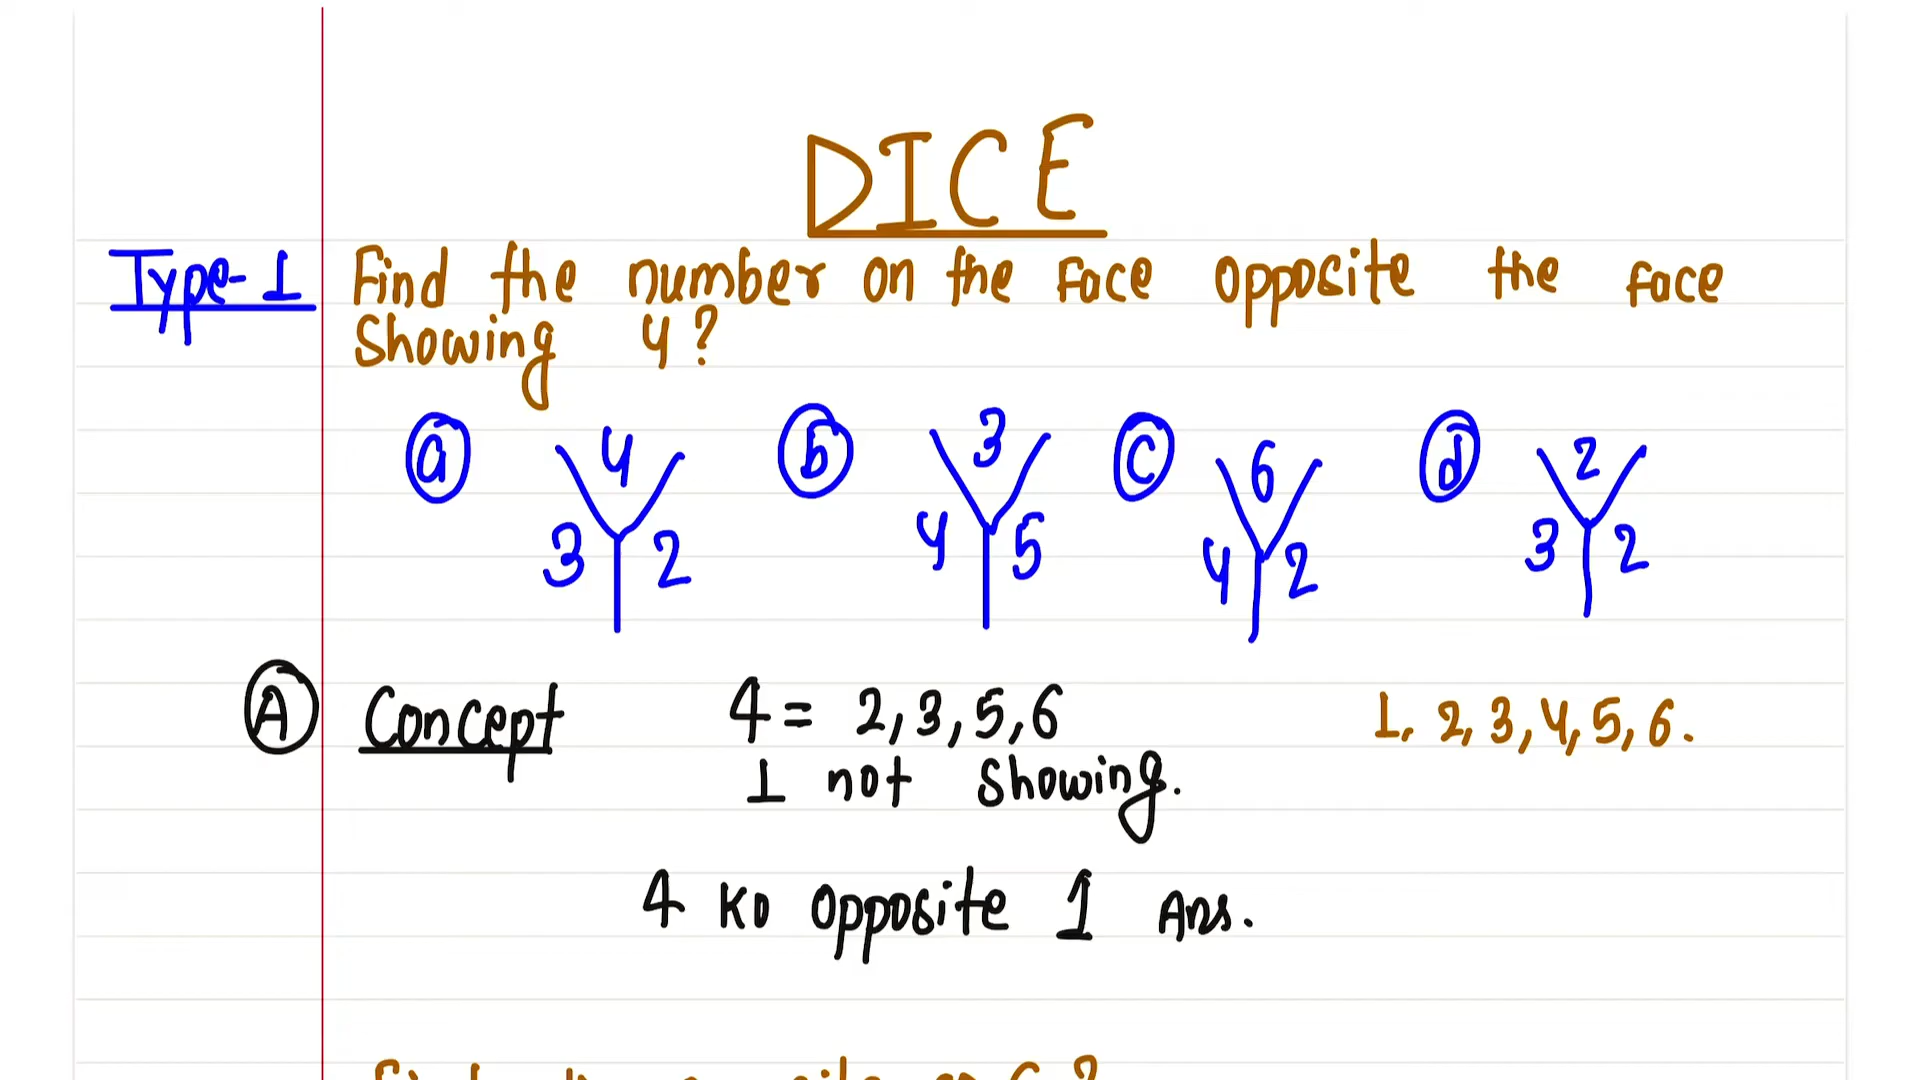 DICE
Type-1 Find the number on the face opposite the face
Showing 4?
a 4 3 2 b 3 4 5 c 6 4 2 d 2 3 2
A Concept 4 = 2, 3, 5, 6 1, 2, 3, 4, 5, 6.
1 not showing.
4 ko opposite 1 Ans.